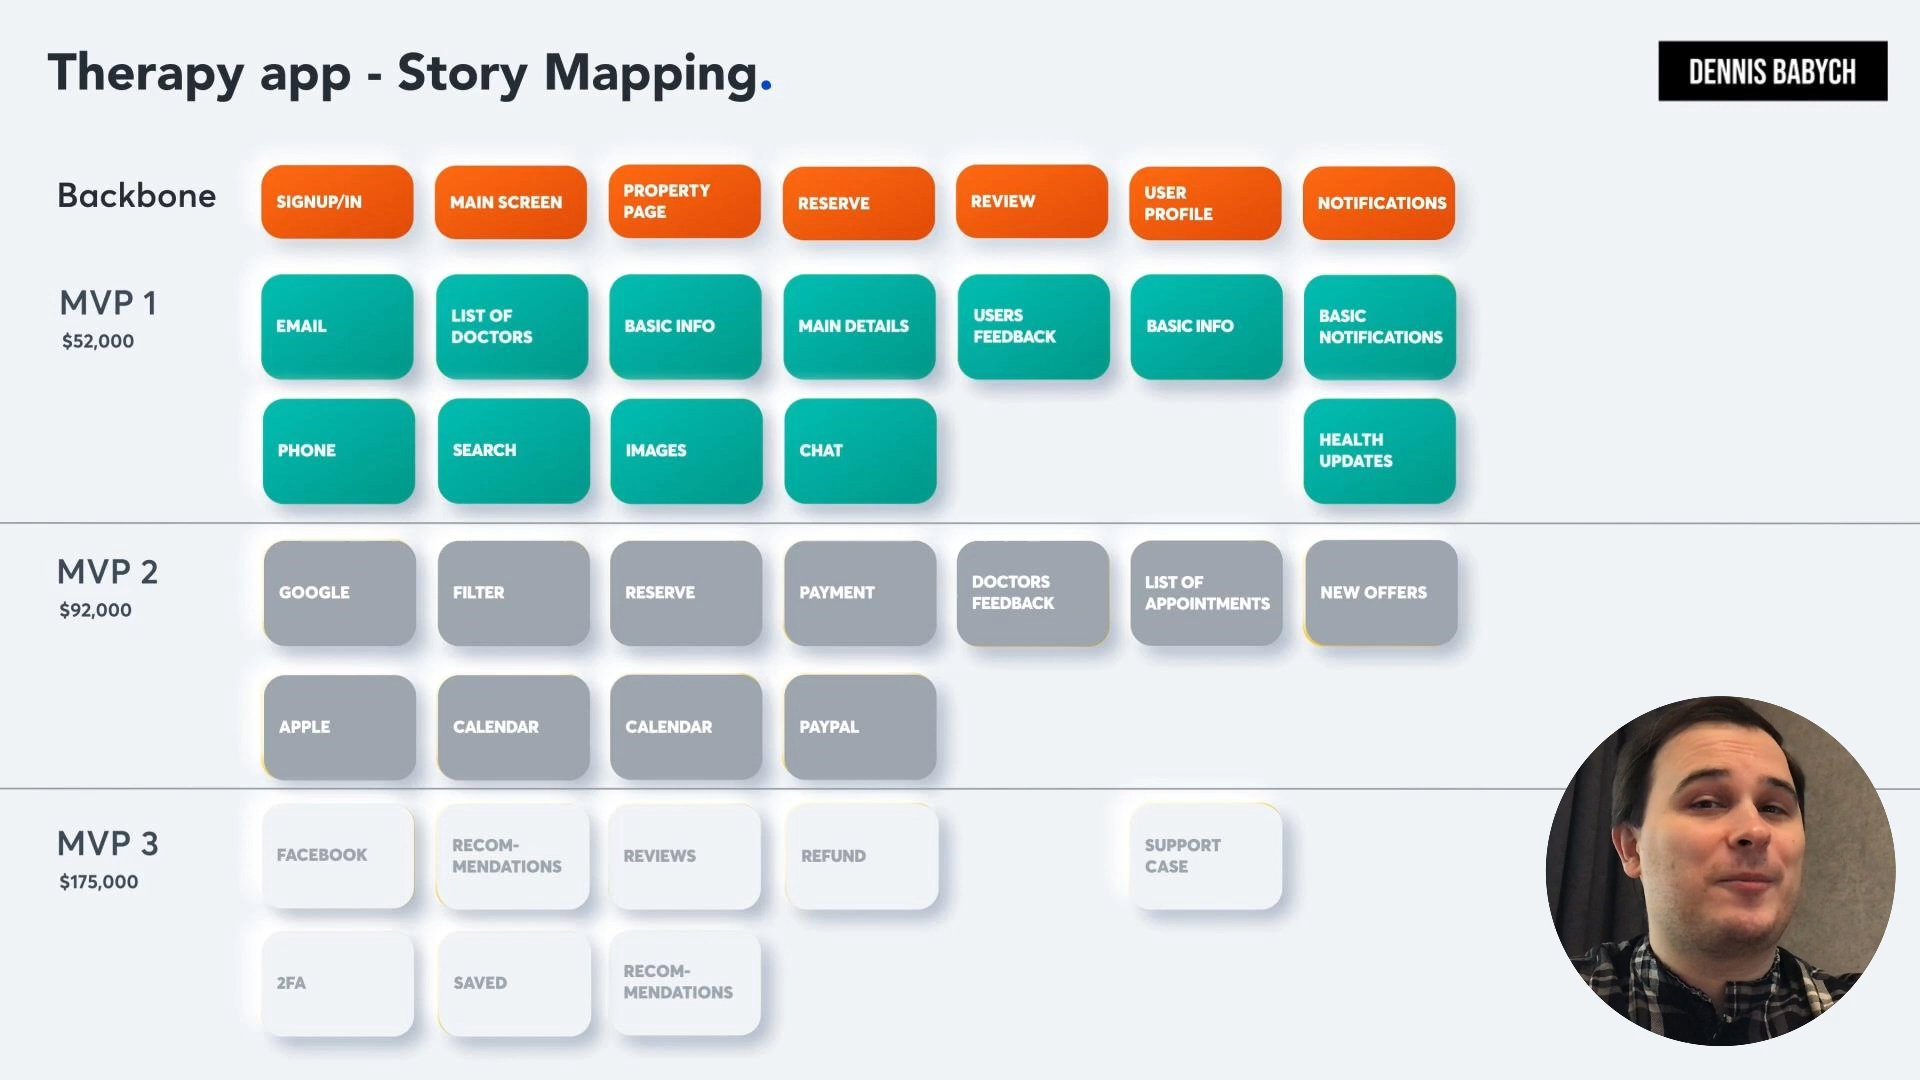 Therapy app - Story Mapping.
DENNIS BABYCH
Backbone
SIGNUP/IN
MAIN SCREEN
PROPERTY
PAGE
RESERVE
REVIEW
USER
PROFILE
NOTIFICATIONS
MVP 1
$52,000
EMAIL
LIST OF
DOCTORS
BASIC INFO
MAIN DETAILS
USERS
FEEDBACK
BASIC INFO
BASIC
NOTIFICATIONS
PHONE
SEARCH
IMAGES
CHAT
HEALTH
UPDATES
MVP 2
$92,000
GOOGLE
FILTER
RESERVE
PAYMENT
DOCTORS
FEEDBACK
LIST OF
APPOINTMENTS
NEW OFFERS
APPLE
CALENDAR
CALENDAR
PAYPAL
MVP 3
$175,000
FACEBOOK
RECOM-
MENDATIONS
REVIEWS
REFUND
SUPPORT
CASE
2FA
SAVED
RECOM-
MENDATIONS